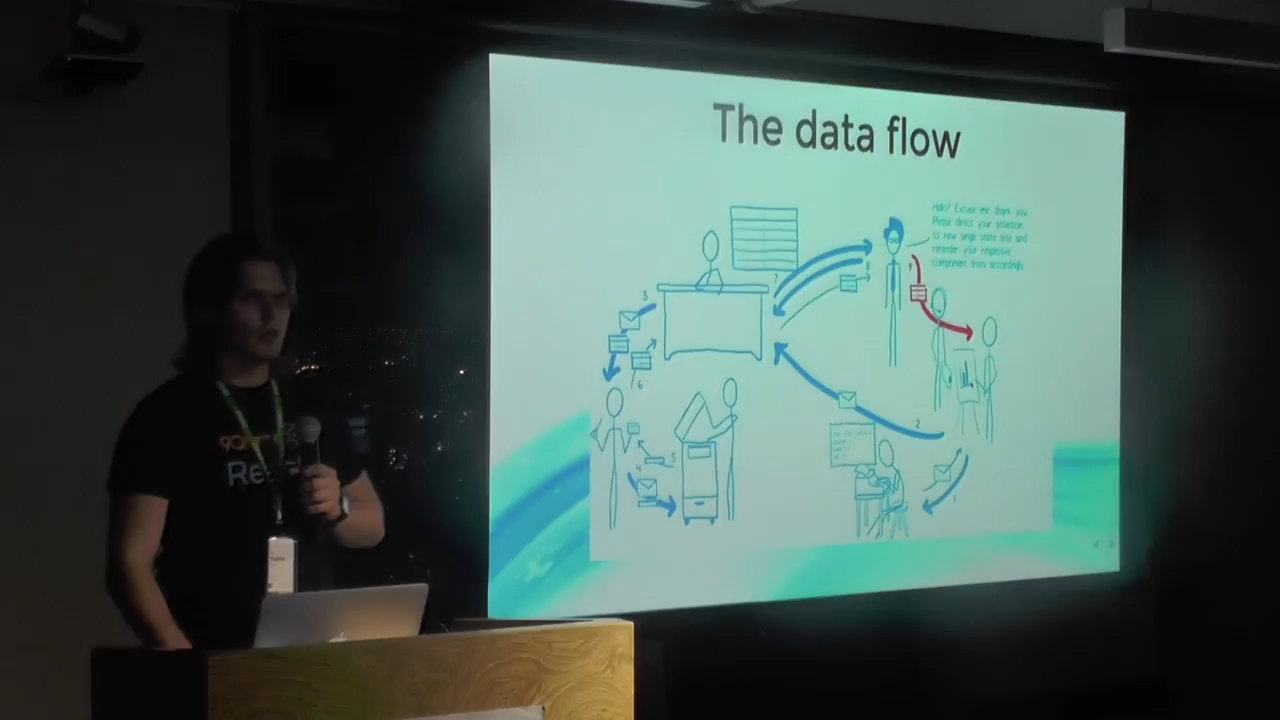 The data flow
Hello? Excuse me, thank you.
Please direct your attention
to new single state tree and
rerender your respective
component trees accordingly.
7
8
9
3
6
2
5
4
1
Re